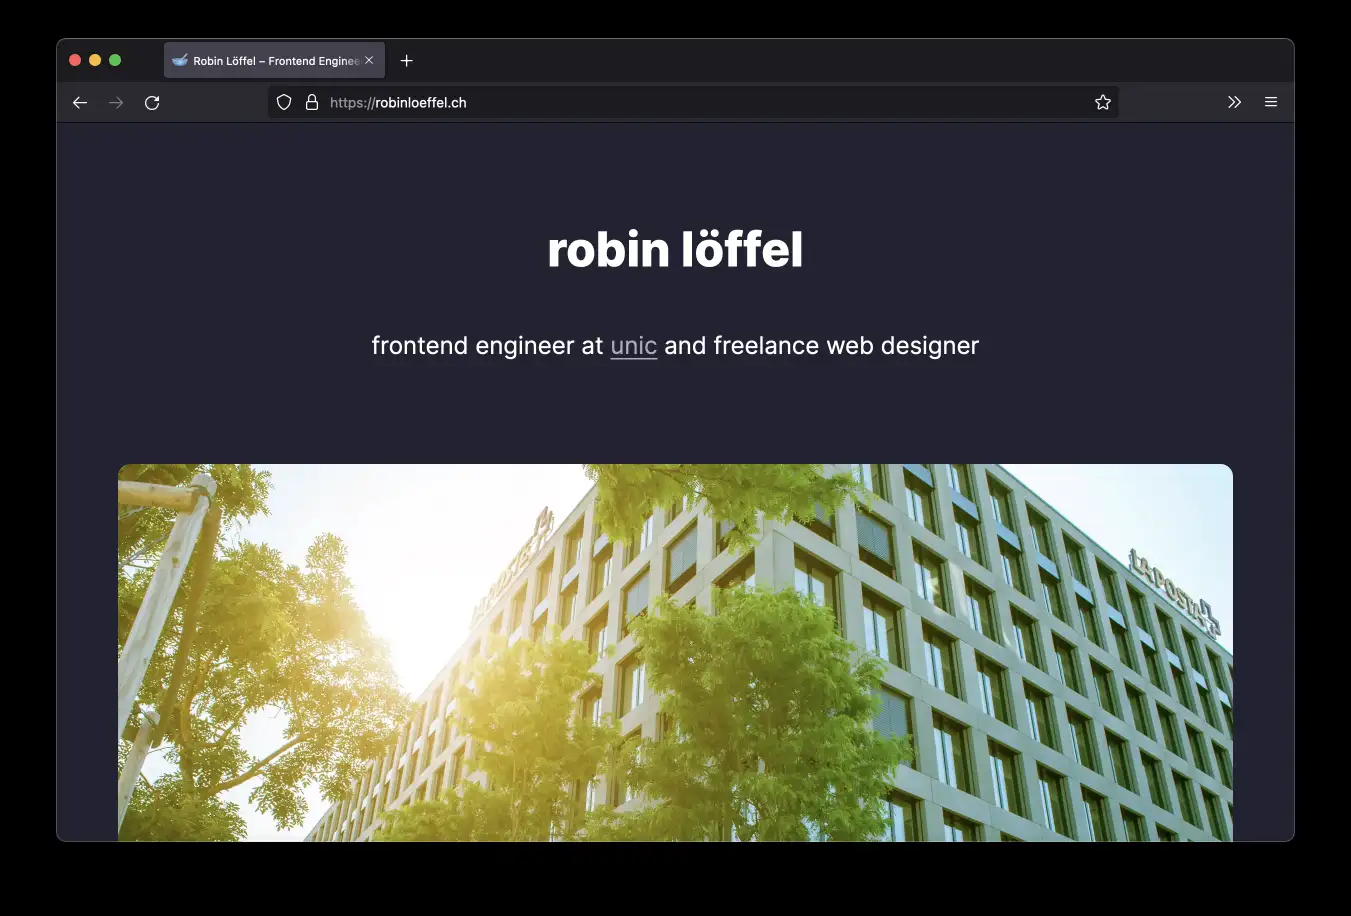 Robin Löffel – Frontend Enginee
https://robinloeffel.ch
robin löffel
frontend engineer at unic and freelance web designer
LA POSTA